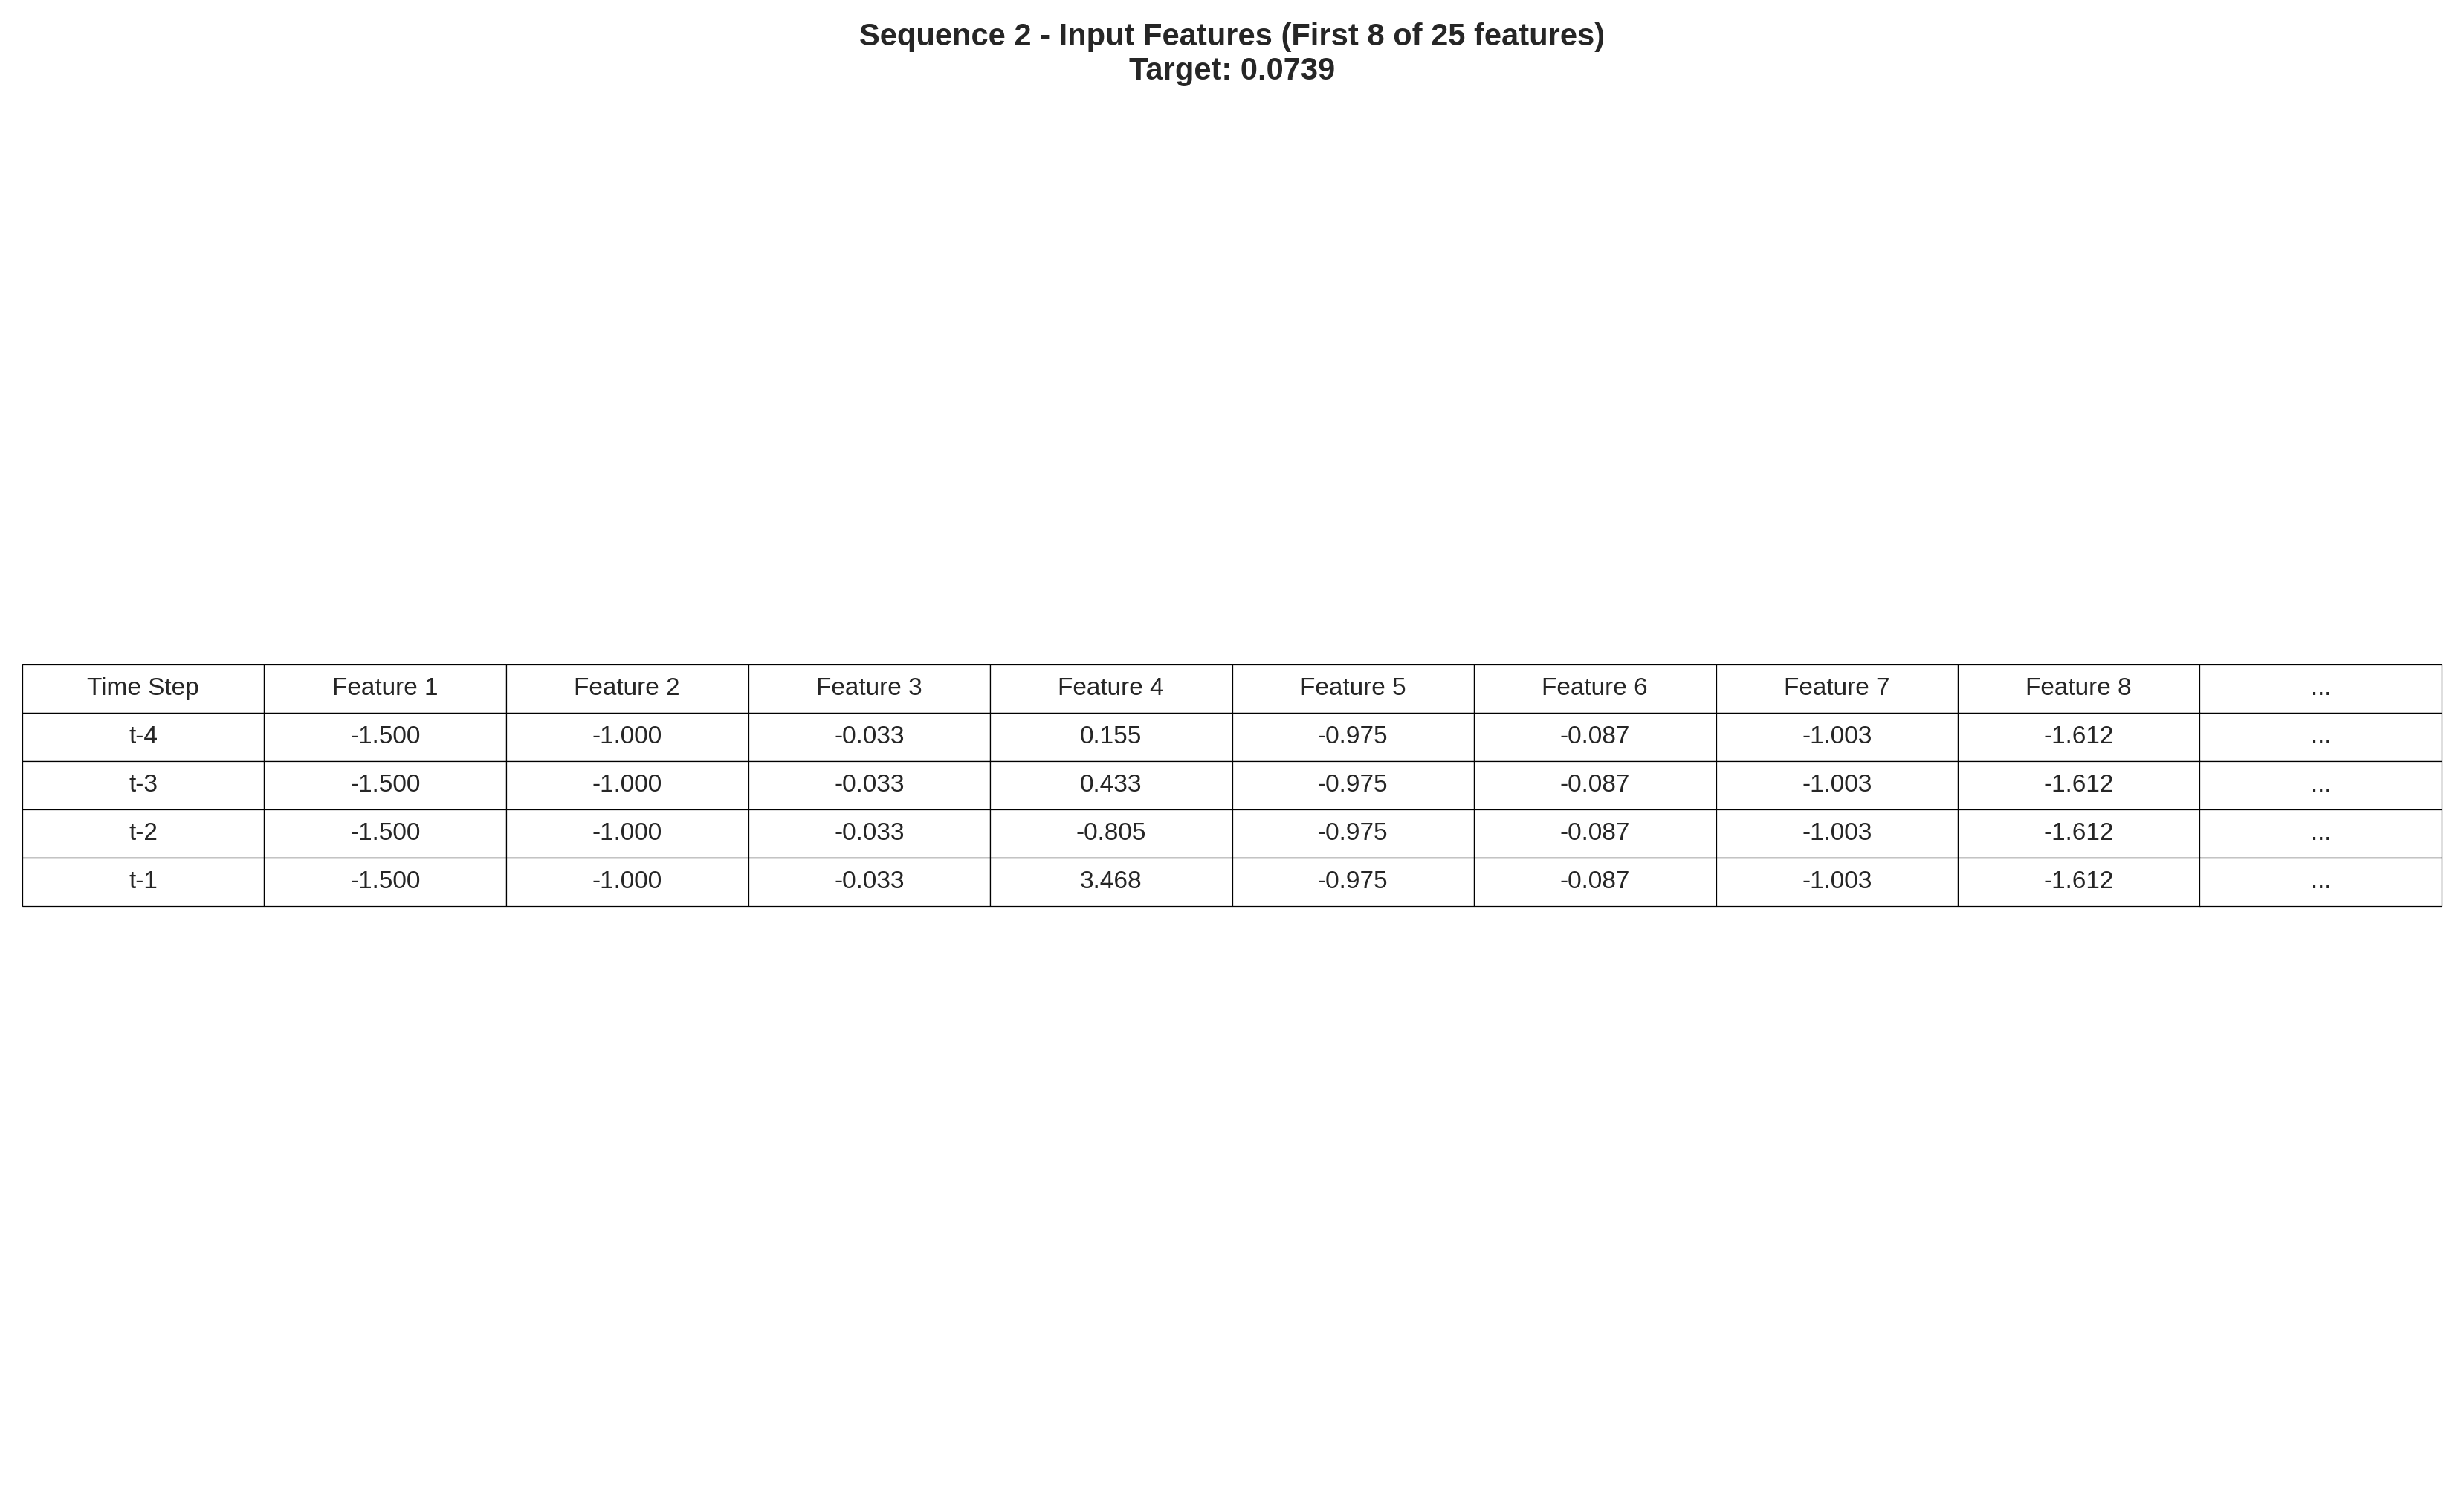 Sequence 2 - Input Features (First 8 of 25 features)
Target: 0.0739
Time Step Feature 1 Feature 2 Feature 3 Feature 4 Feature 5 Feature 6 Feature 7 Feature 8 ...
t-4 -1.500 -1.000 -0.033 0.155 -0.975 -0.087 -1.003 -1.612 ...
t-3 -1.500 -1.000 -0.033 0.433 -0.975 -0.087 -1.003 -1.612 ...
t-2 -1.500 -1.000 -0.033 -0.805 -0.975 -0.087 -1.003 -1.612 ...
t-1 -1.500 -1.000 -0.033 3.468 -0.975 -0.087 -1.003 -1.612 ...